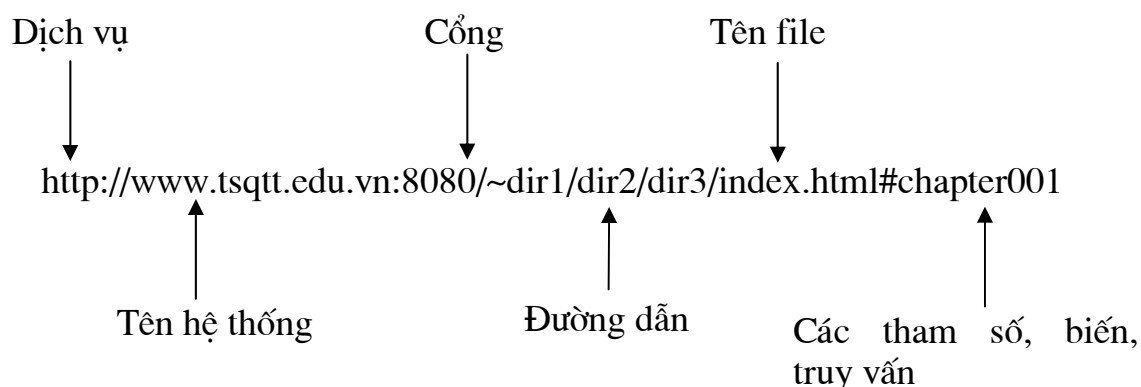 Dịch vụ Cổng Tên file
http://www.tsqtt.edu.vn:8080/~dir1/dir2/dir3/index.html#chapter001
Tên hệ thống Đường dẫn Các tham số, biến,
truy vấn